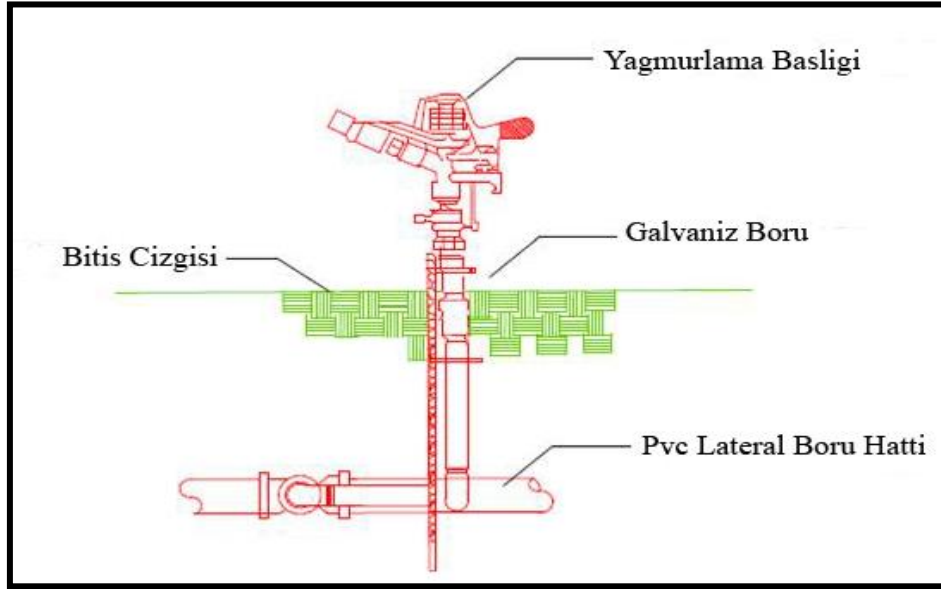 Yagmurlama Basligi
Galvaniz Boru
Bitis Cizgisi
Pvc Lateral Boru Hatti